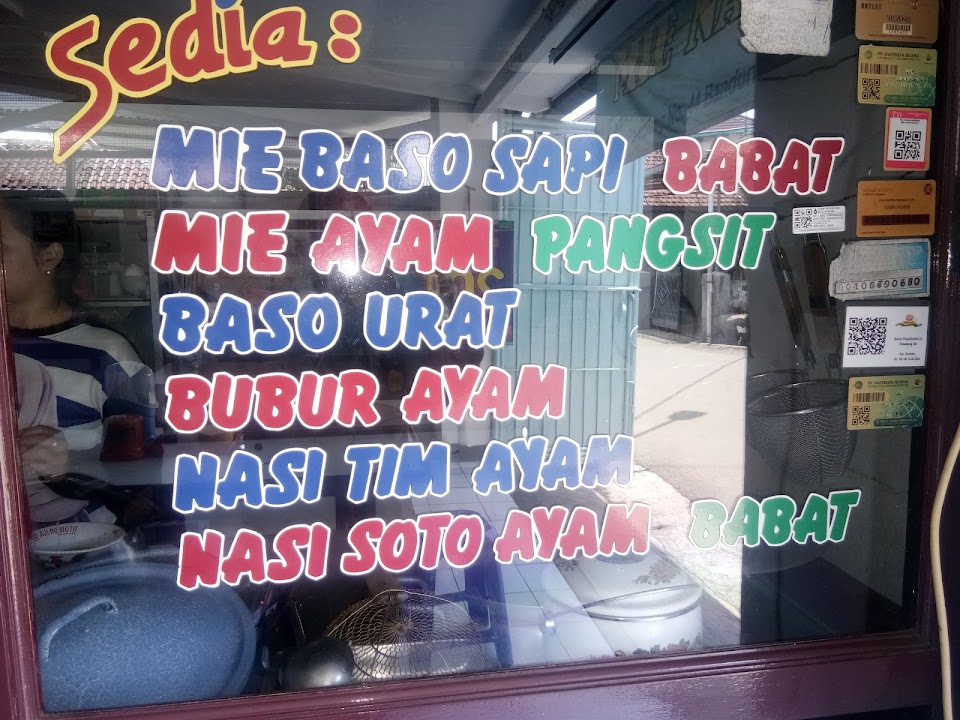 Sedia:
MIE BASO SAPI BABAT
MIE AYAM PANGSIT
BASO URAT
BUBUR AYAM
NASI TIM AYAM
NASI SOTO AYAM BABAT
AJINOMOTO